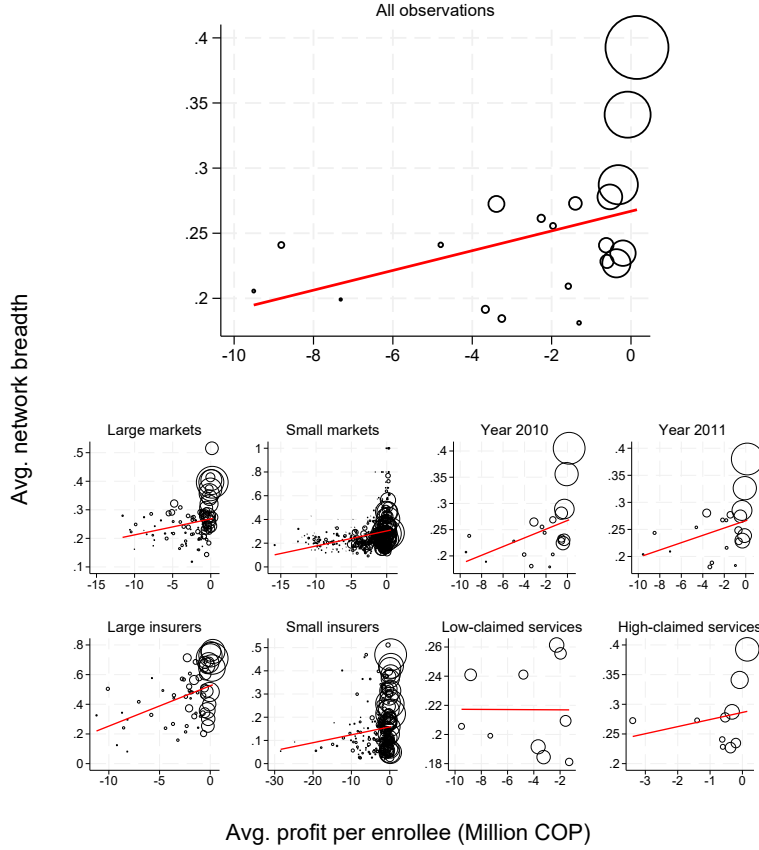 All observations
.4
.35
.3
.25
.2
-10 -8 -6 -4 -2 0
Avg. network breadth
Large markets
.5
.4
.3
.2
.1
-15 -10 -5 0
Small markets
1
.8
.6
.4
.2
0
-15 -10 -5 0
Year 2010
.4
.35
.3
.25
.2
-10 -8 -6 -4 -2 0
Year 2011
.4
.35
.3
.25
.2
-10 -8 -6 -4 -2 0
Large insurers
.8
.6
.4
.2
0
-10 -5 0
Small insurers
.5
.4
.3
.2
.1
0
-30 -20 -10 0
Low-claimed services
.26
.24
.22
.2
.18
-10 -8 -6 -4 -2
High-claimed services
.4
.35
.3
.25
.2
-3 -2 -1 0
Avg. profit per enrollee (Million COP)